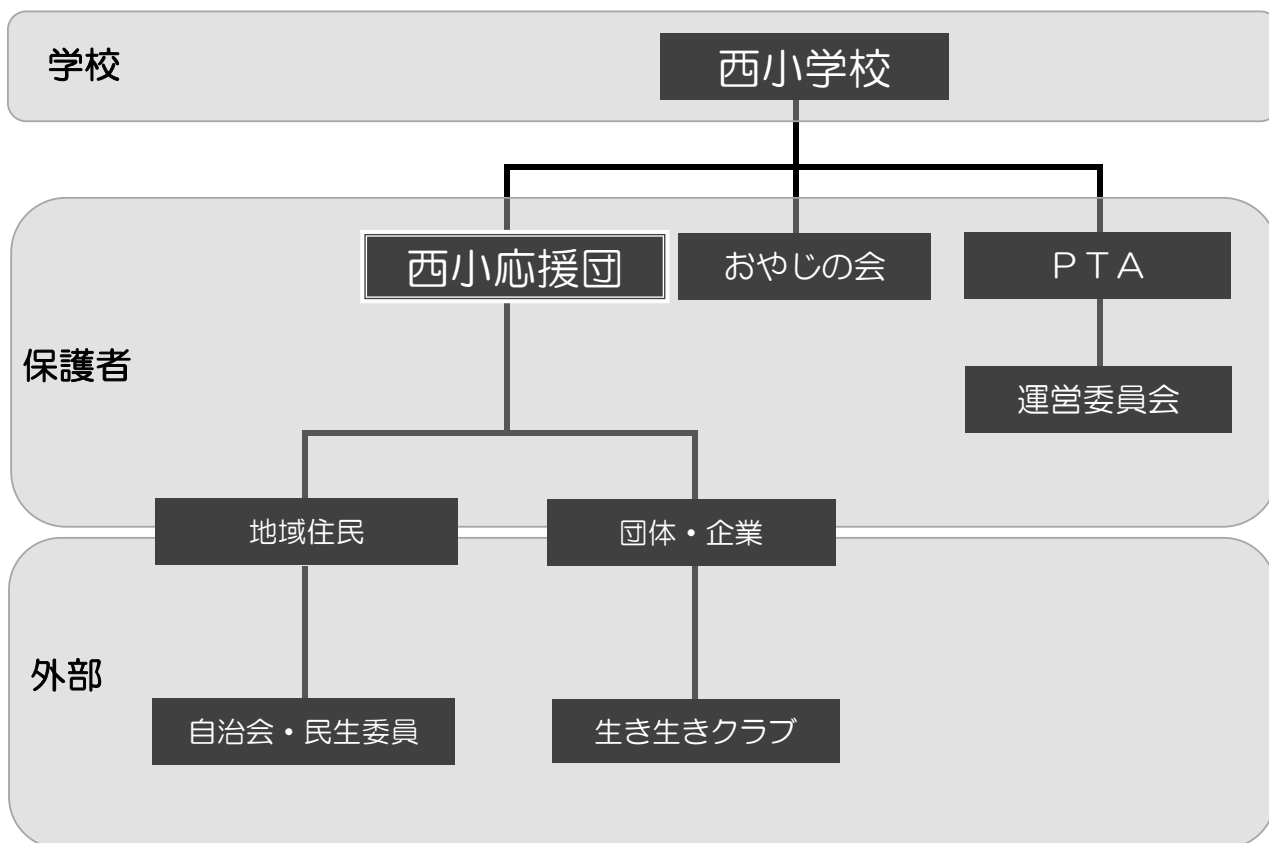 学校
西小学校
西小応援団
おやじの会
ＰＴＡ
保護者
運営委員会
地域住民
団体・企業
外部
自治会・民生委員
生き生きクラブ